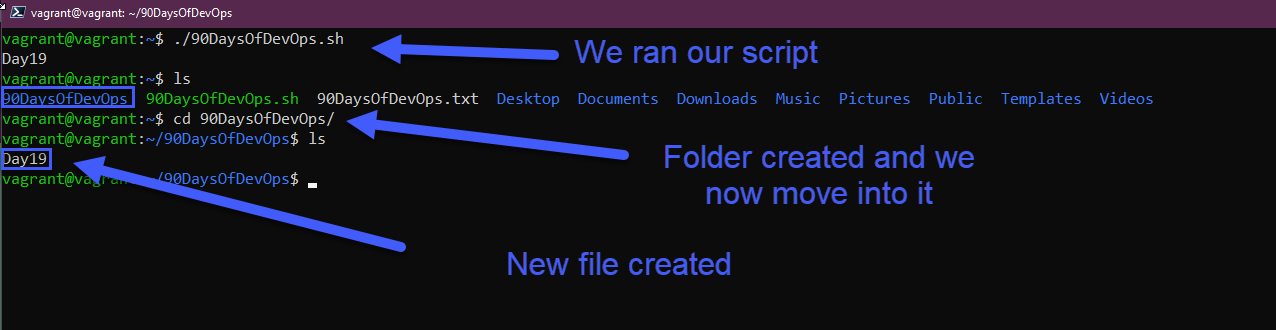 vagrant@vagrant: ~/90DaysOfDevOps
vagrant@vagrant:~$ ./90DaysOfDevOps.sh
Day19
vagrant@vagrant:~$ ls
90DaysOfDevOps 90DaysOfDevOps.sh 90DaysOfDevOps.txt Desktop Documents Downloads Music Pictures Public Templates Videos
vagrant@vagrant:~$ cd 90DaysOfDevOps/
vagrant@vagrant:~/90DaysOfDevOps$ ls
Day19
vagrant@vagrant:~/90DaysOfDevOps$
We ran our script
Folder created and we
now move into it
New file created